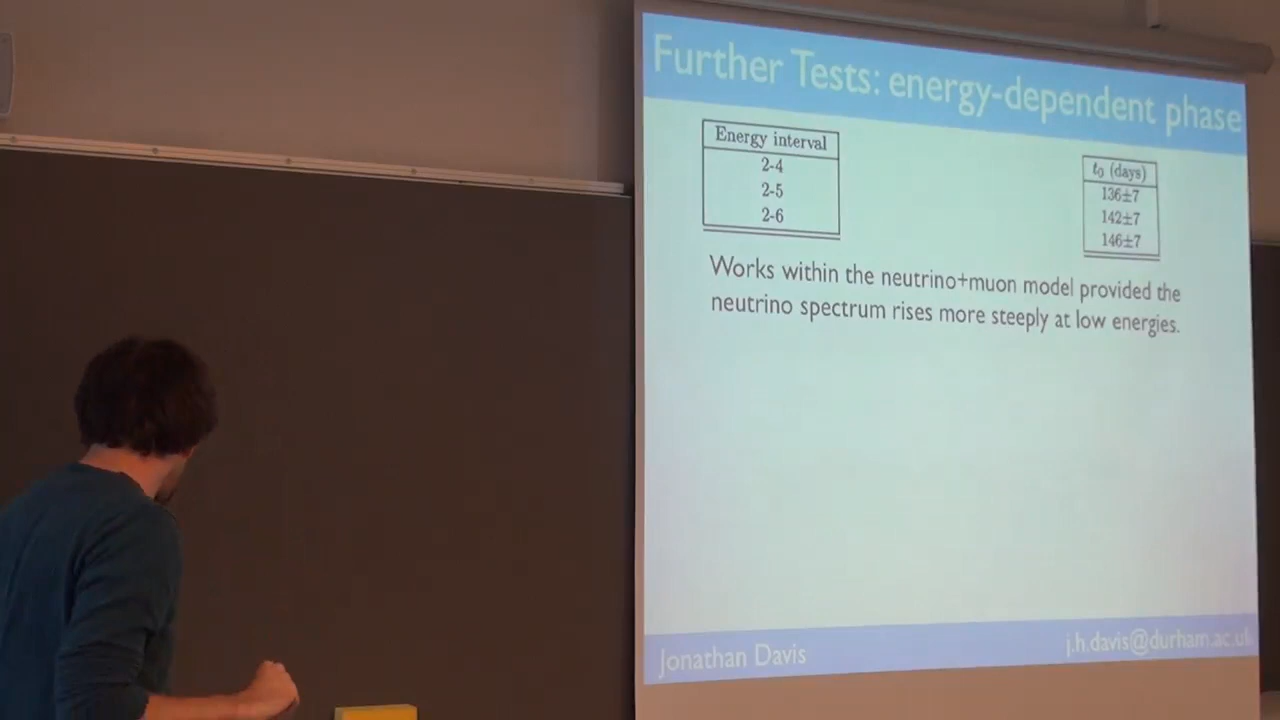 Further Tests: energy-dependent phase
Energy interval
2-4
2-5
2-6
t₀ (days)
136±7
142±7
146±7
Works within the neutrino+muon model provided the
neutrino spectrum rises more steeply at low energies.
Jonathan Davis
j.h.davis@durham.ac.uk